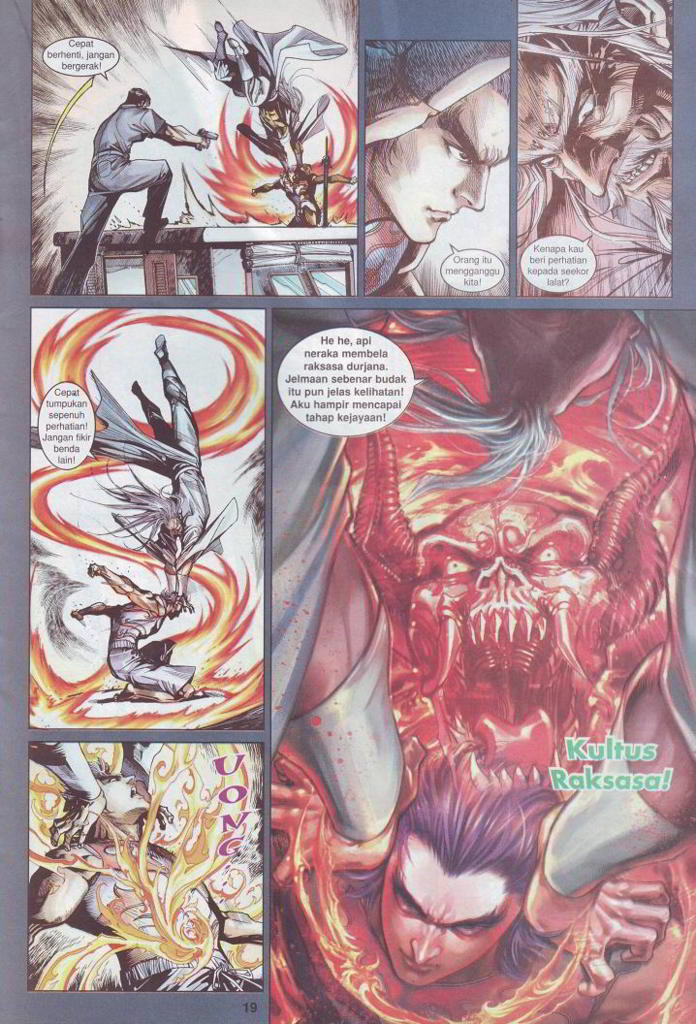 Cepat
berhenti, jangan
bergerak!
Orang itu
mengganggu
kita!
Kenapa kau
beri perhatian
kepada seekor
lalat?
Cepat
tumpukan
sepenuh
perhatian!
Jangan fikir
benda
lain!
He he, api
neraka membela
raksasa durjana.
Jelmaan sebenar budak
itu pun jelas kelihatan!
Aku hampir mencapai
tahap kejayaan!
Kultus
Raksasa!
UONG
19